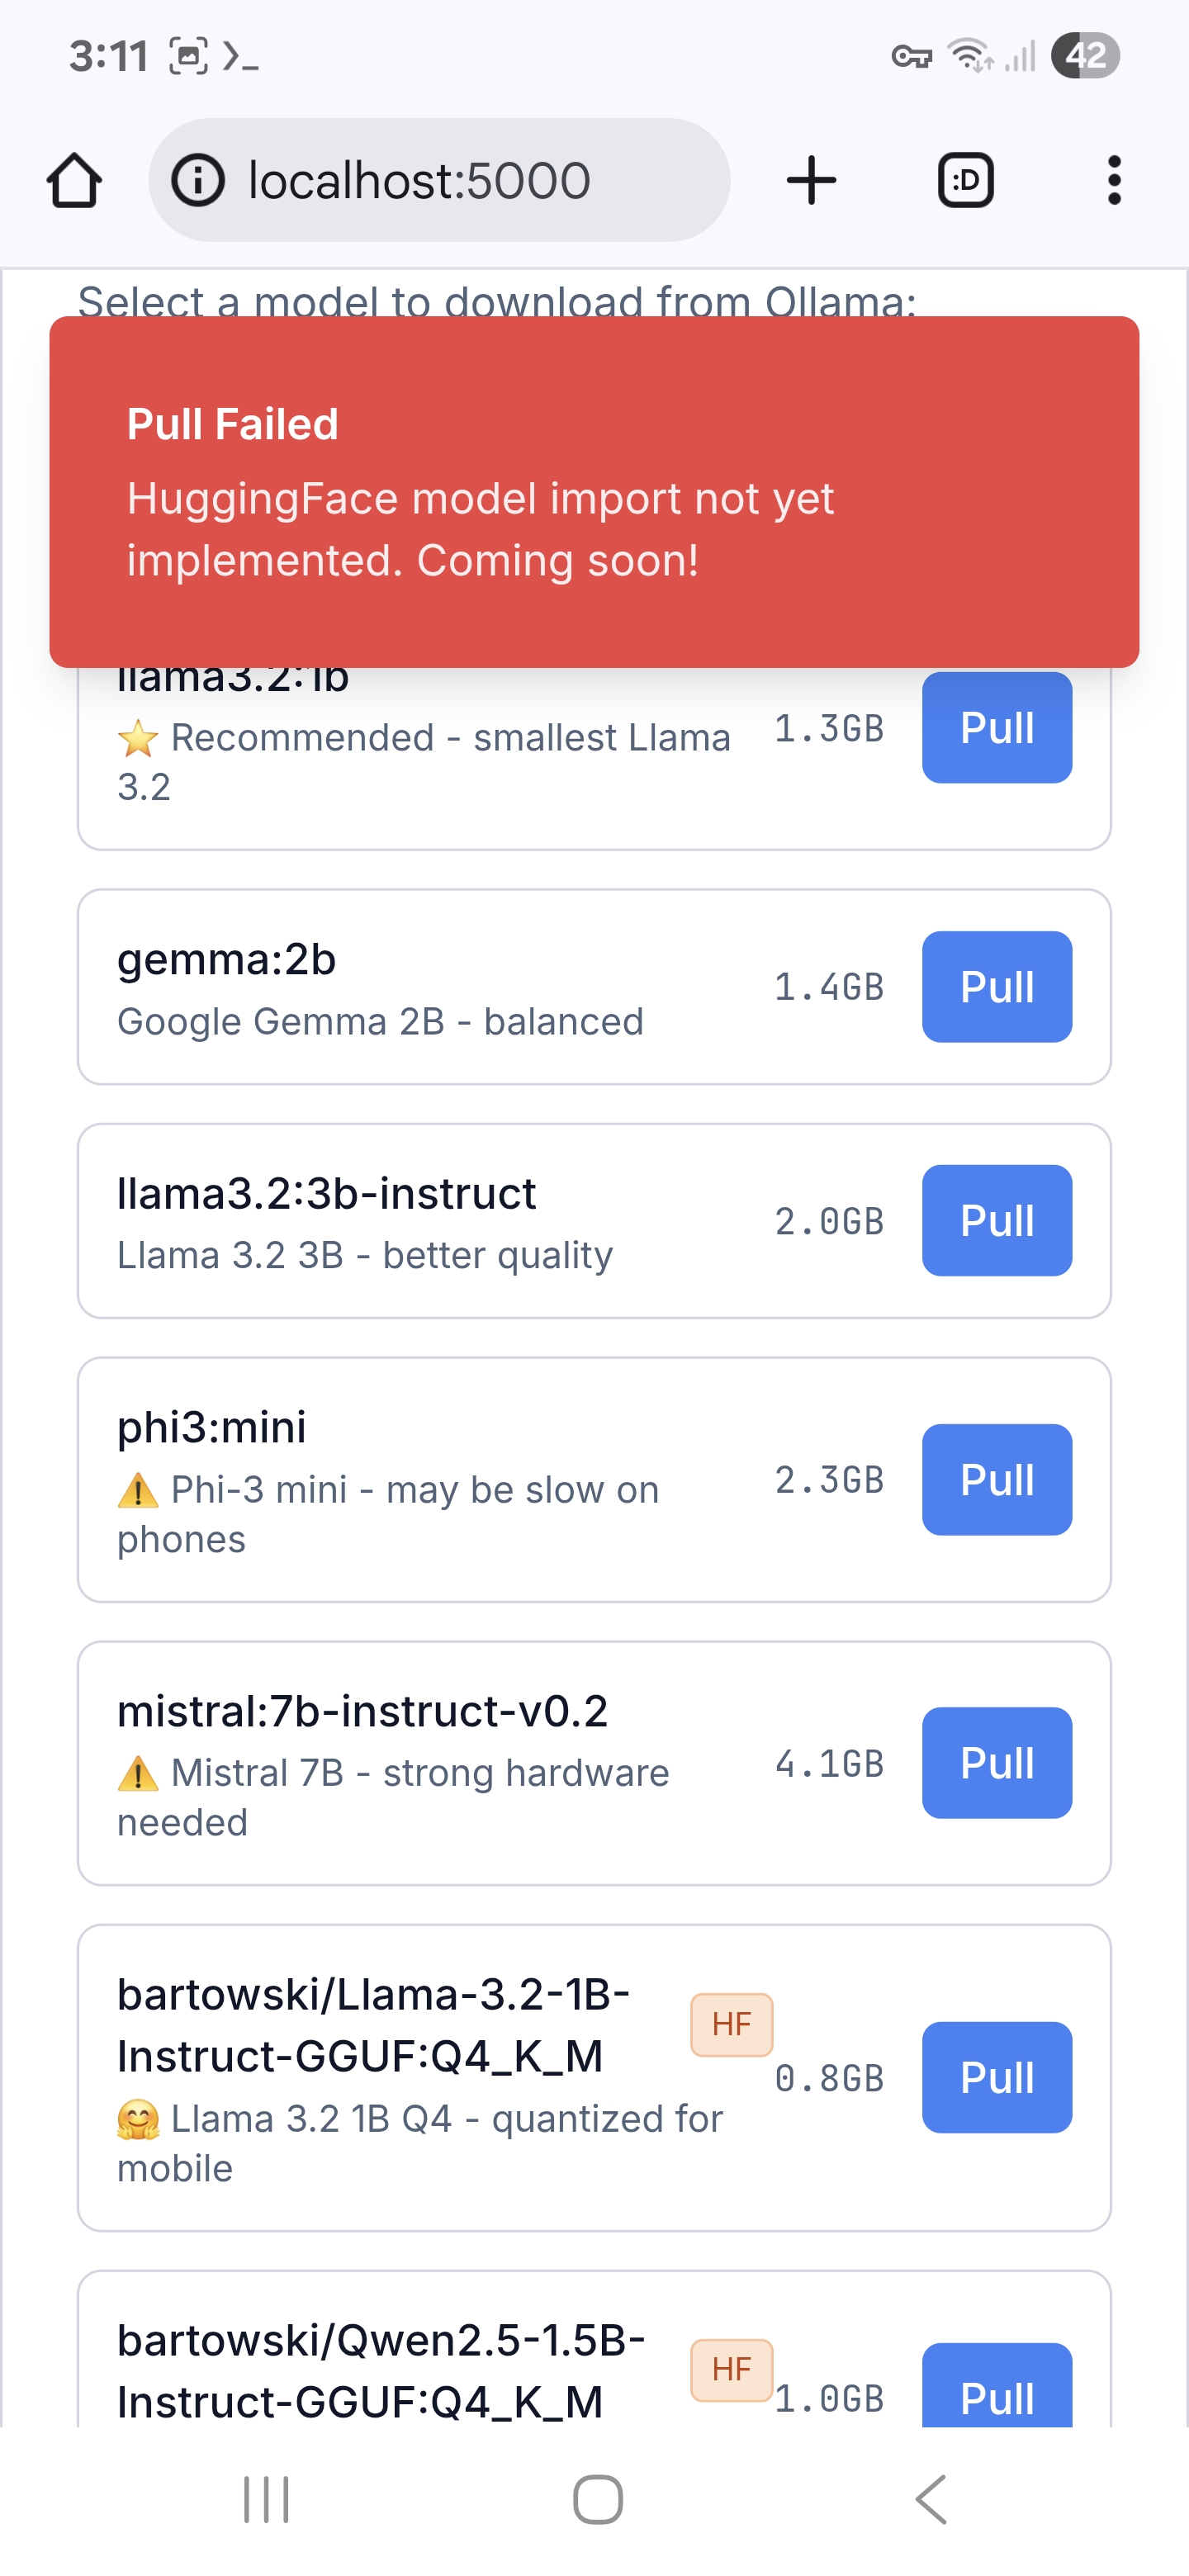 3:11
42
localhost:5000
:D
Select a model to download from Ollama:
Pull Failed
HuggingFace model import not yet
implemented. Coming soon!
llama3.2:1b
⭐ Recommended - smallest Llama
3.2
1.3GB
Pull
gemma:2b
Google Gemma 2B - balanced
1.4GB
Pull
llama3.2:3b-instruct
Llama 3.2 3B - better quality
2.0GB
Pull
phi3:mini
⚠️ Phi-3 mini - may be slow on
phones
2.3GB
Pull
mistral:7b-instruct-v0.2
⚠️ Mistral 7B - strong hardware
needed
4.1GB
Pull
bartowski/Llama-3.2-1B-
Instruct-GGUF:Q4_K_M
HF
🤗 Llama 3.2 1B Q4 - quantized for
mobile
0.8GB
Pull
bartowski/Qwen2.5-1.5B-
Instruct-GGUF:Q4_K_M
HF
1.0GB
Pull